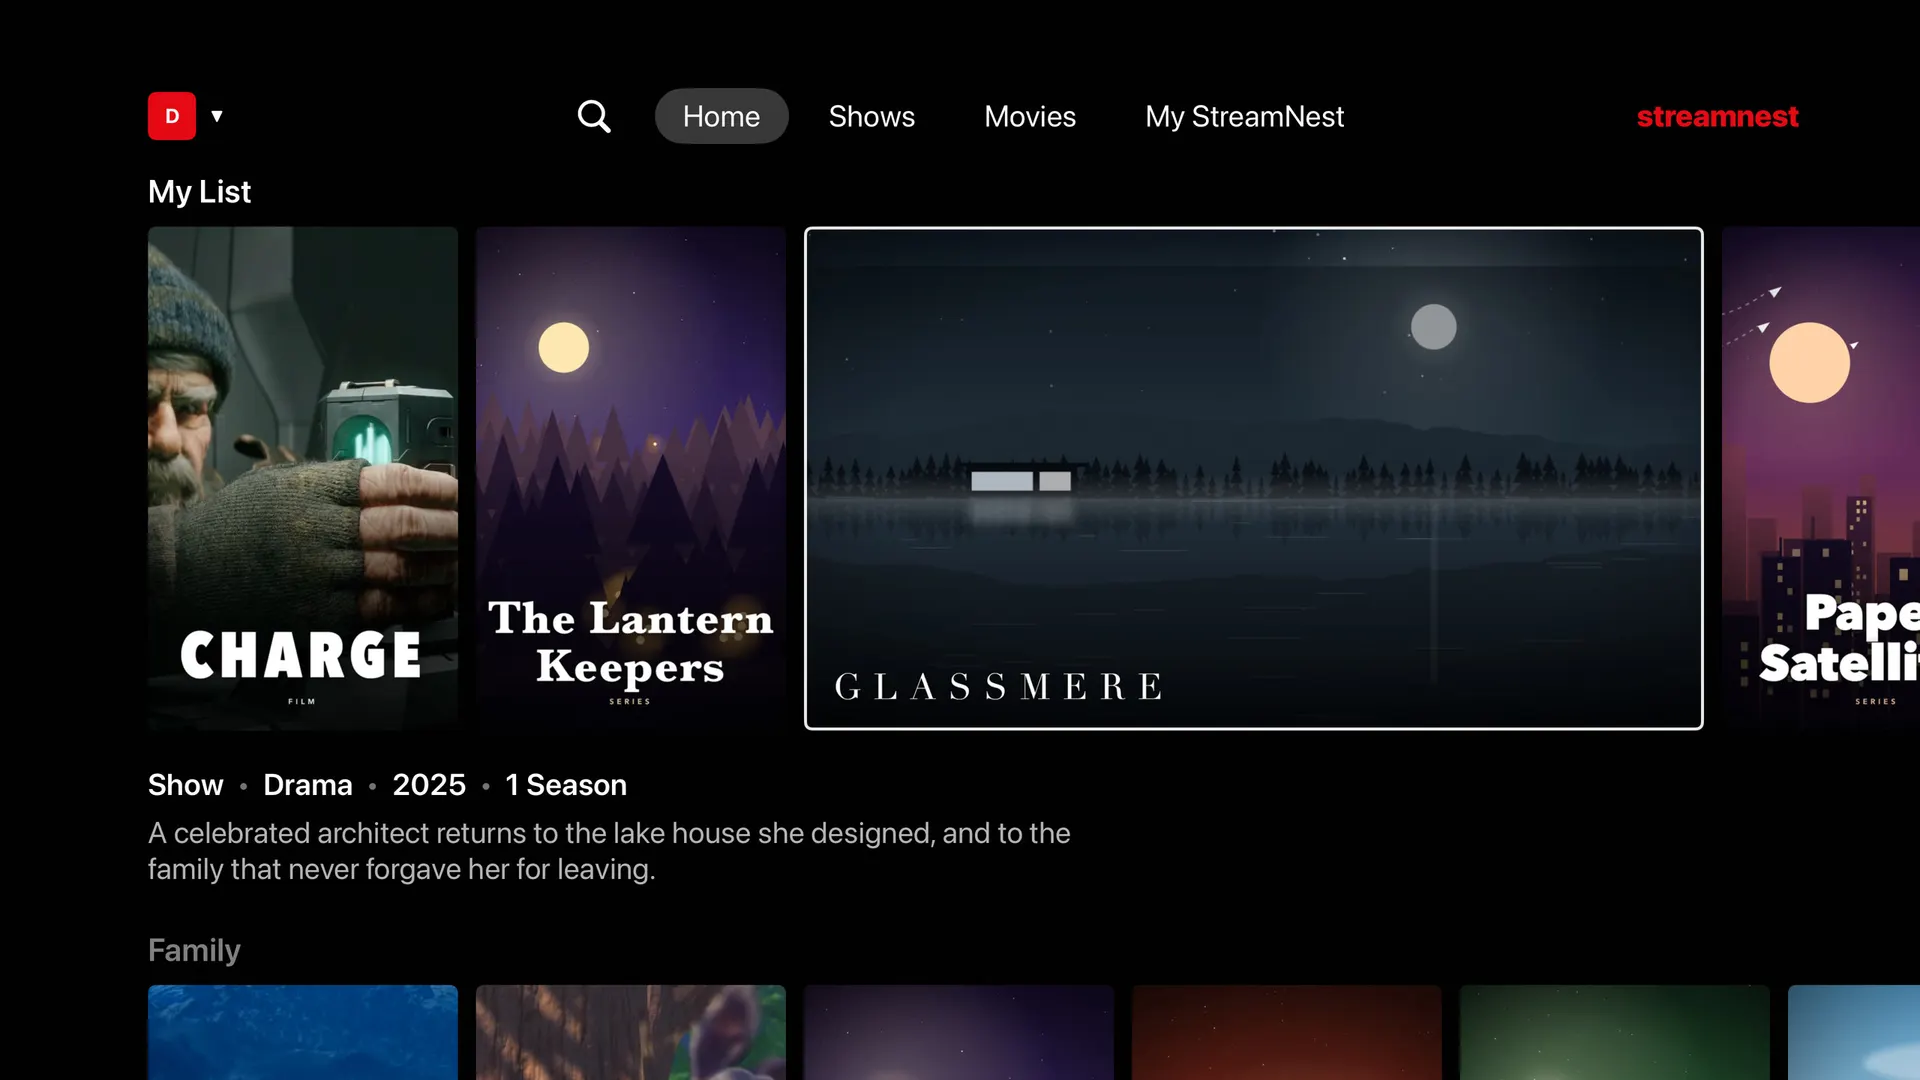 D
Home
Shows
Movies
My StreamNest
streamnest
My List
CHARGE
FILM
The Lantern
Keepers
SERIES
GLASSMERE
Pape
Satelli
SERIES
Show • Drama • 2025 • 1 Season
A celebrated architect returns to the lake house she designed, and to the
family that never forgave her for leaving.
Family